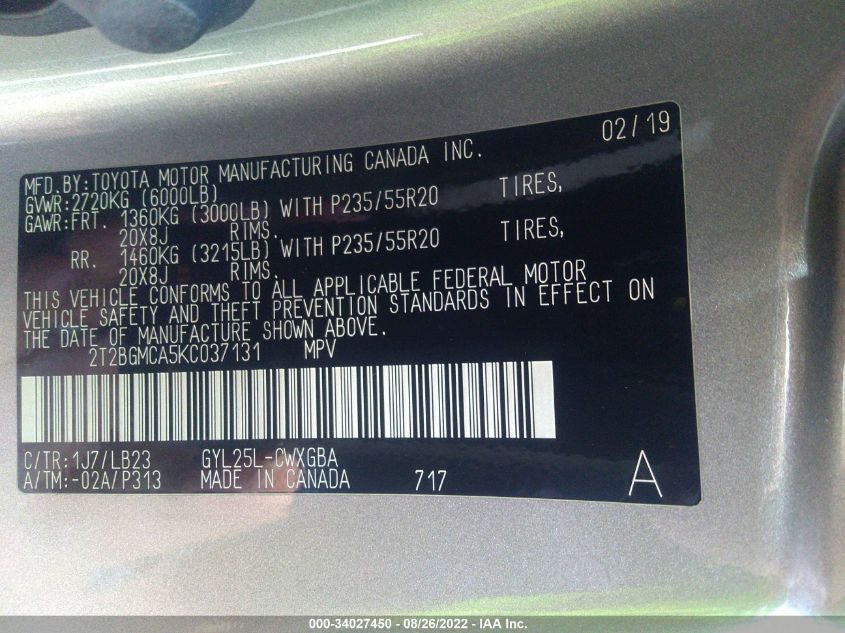 02/19
MFD.BY:TOYOTA MOTOR MANUFACTURING CANADA INC.
GVWR:2720KG (6000LB)
GAWR:FRT. 1360KG (3000LB) WITH P235/55R20 TIRES,
20X8J RIMS.
RR. 1460KG (3215LB) WITH P235/55R20 TIRES,
20X8J RIMS.
THIS VEHICLE CONFORMS TO ALL APPLICABLE FEDERAL MOTOR
VEHICLE SAFETY AND THEFT PREVENTION STANDARDS IN EFFECT ON
THE DATE OF MANUFACTURE SHOWN ABOVE.
2T2BGMCA5KC037131 MPV
C/TR:1J7/LB23 GYL25L-CWXGBA
A/TM:-02A/P313 MADE IN CANADA 717 A
000-34027450 - 08/26/2022 - IAA Inc.